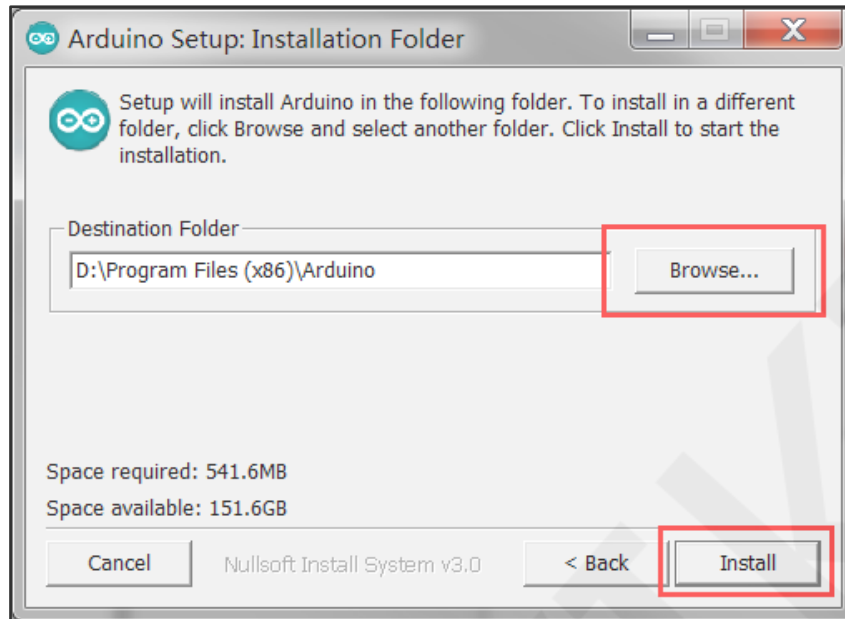 Arduino Setup: Installation Folder
Setup will install Arduino in the following folder. To install in a different
folder, click Browse and select another folder. Click Install to start the
installation.
Destination Folder
D:\Program Files (x86)\Arduino
Browse...
Space required: 541.6MB
Space available: 151.6GB
Cancel
Nullsoft Install System v3.0
< Back
Install